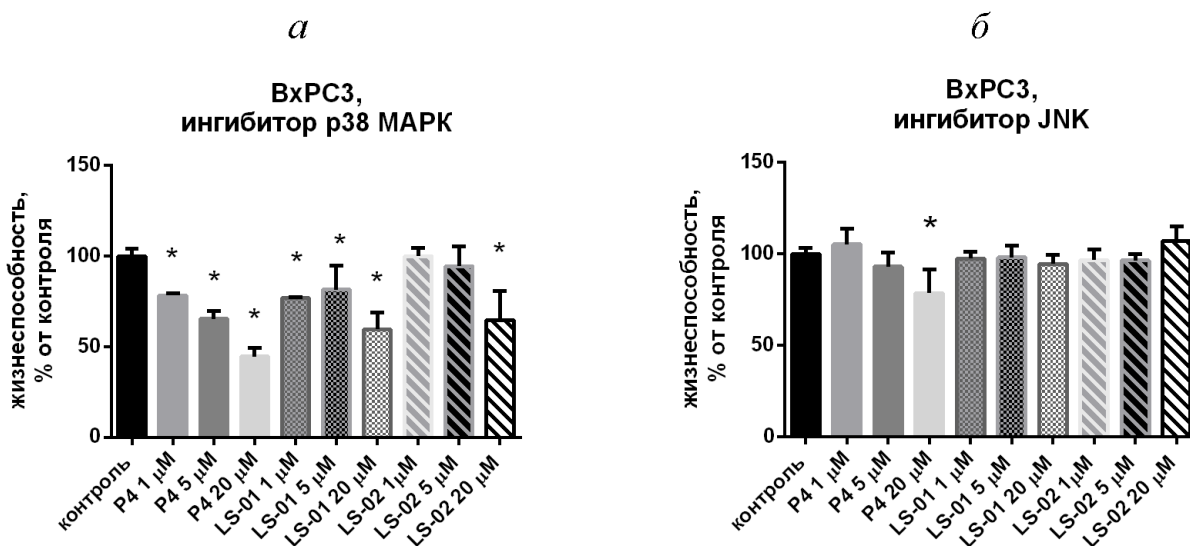 а
BxPC3,
ингибитор p38 МАРК
жизнеспособность,
% от контроля
150
100
50
0
*
*
*
*
*
*
*
контроль
P4 1 μM
P4 5 μM
P4 20 μM
LS-01 1 μM
LS-01 5 μM
LS-01 20 μM
LS-02 1μM
LS-02 5 μM
LS-02 20 μM
б
BxPC3,
ингибитор JNK
жизнеспособность,
% от контроля
150
100
50
0
*
контроль
P4 1 μM
P4 5 μM
P4 20 μM
LS-01 1 μM
LS-01 5 μM
LS-01 20 μM
LS-02 1 μM
LS-02 5 μM
LS-02 20 μM